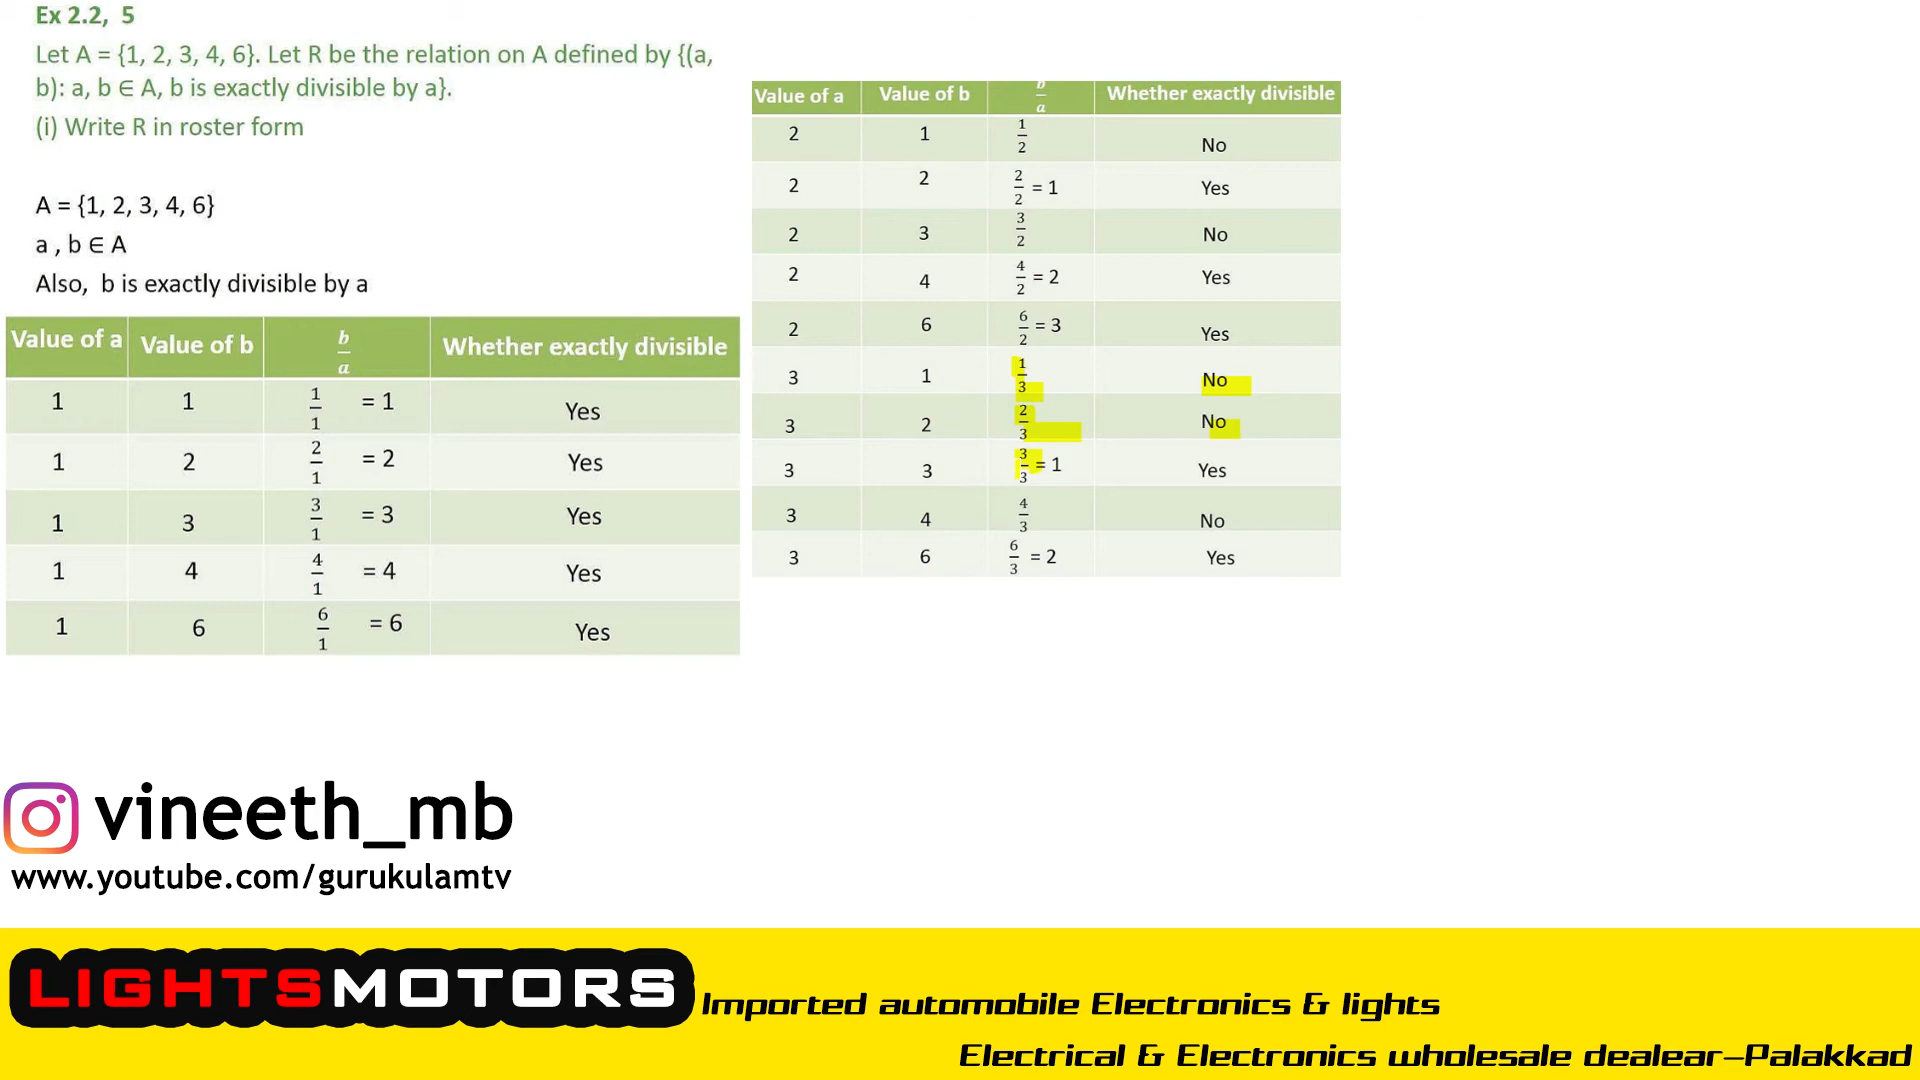 Ex 2.2, 5
Let A = {1, 2, 3, 4, 6}. Let R be the relation on A defined by {(a,
b): a, b ∈ A, b is exactly divisible by a}.
(i) Write R in roster form
A = {1, 2, 3, 4, 6}
a , b ∈ A
Also, b is exactly divisible by a
Value of a Value of b b/a Whether exactly divisible
1 1 1/1 = 1 Yes
1 2 2/1 = 2 Yes
1 3 3/1 = 3 Yes
1 4 4/1 = 4 Yes
1 6 6/1 = 6 Yes
Value of a Value of b b/a Whether exactly divisible
2 1 1/2 No
2 2 2/2 = 1 Yes
2 3 3/2 No
2 4 4/2 = 2 Yes
2 6 6/2 = 3 Yes
3 1 1/3 No
3 2 2/3 No
3 3 3/3 = 1 Yes
3 4 4/3 No
3 6 6/3 = 2 Yes
vineeth_mb
www.youtube.com/gurukulamtv
LIGHTSMOTORS
Imported automobile Electronics & lights
Electrical & Electronics wholesale dealear-Palakkad